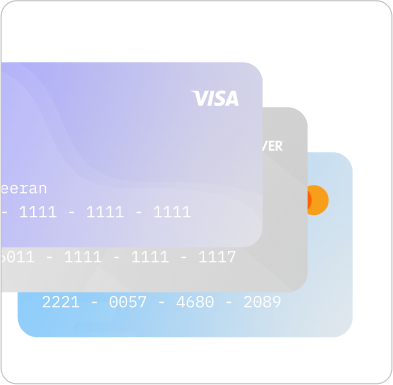 VISA
eeran
- 1111 - 1111 - 1111
VER
6011 - 1111 - 1111 - 1117
2221 - 0057 - 4680 - 2089